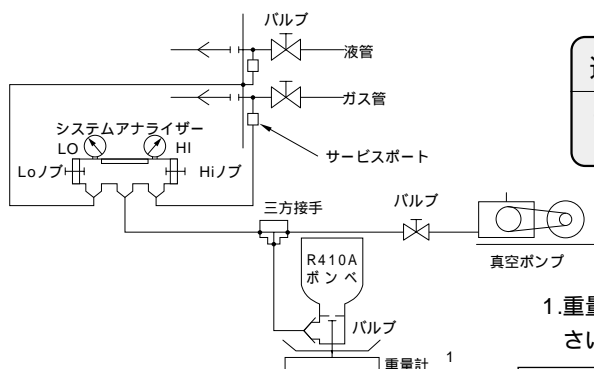 バルブ
液管
ガス管
システムアナライザー
LO
HI
Loノブ
Hiノブ
サービスポート
三方接手
バルブ
R410A
ボンベ
真空ポンプ
バルブ
重量計 1
1.重量
さい